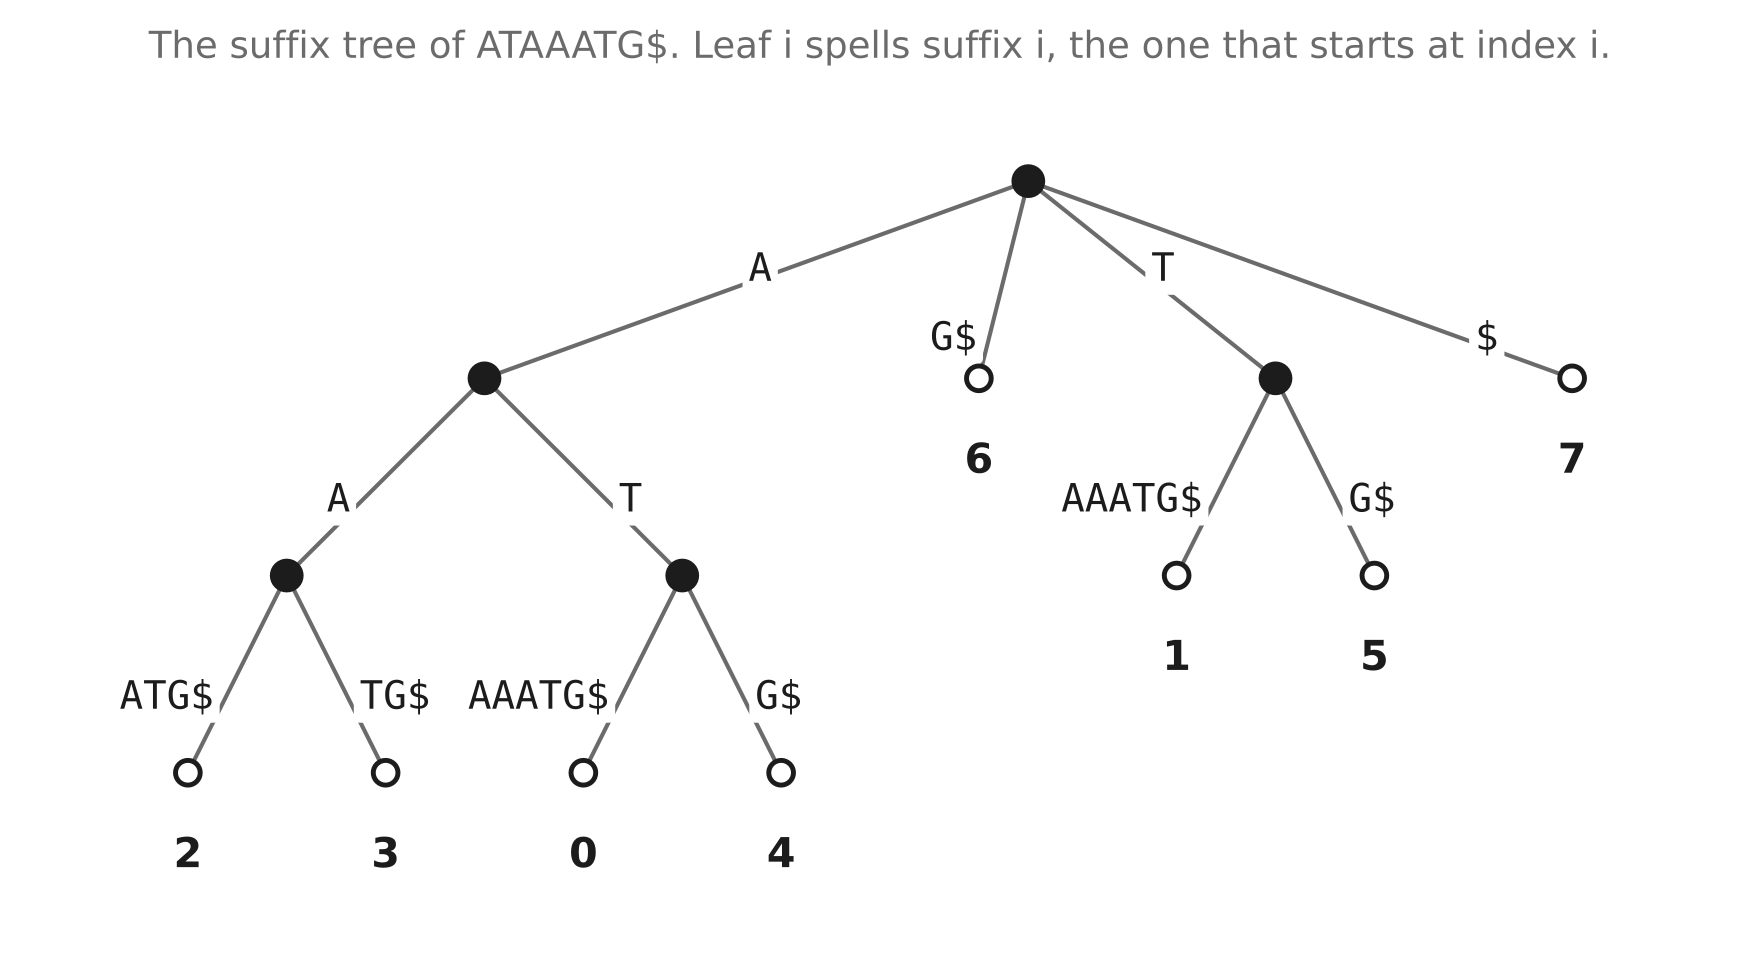 The suffix tree of ATAAATG$. Leaf i spells suffix i, the one that starts at index i.
A T
G$ $
6 7
A T AAATG$ G$
1 5
ATG$ TG$ AAATG$ G$
2 3 0 4